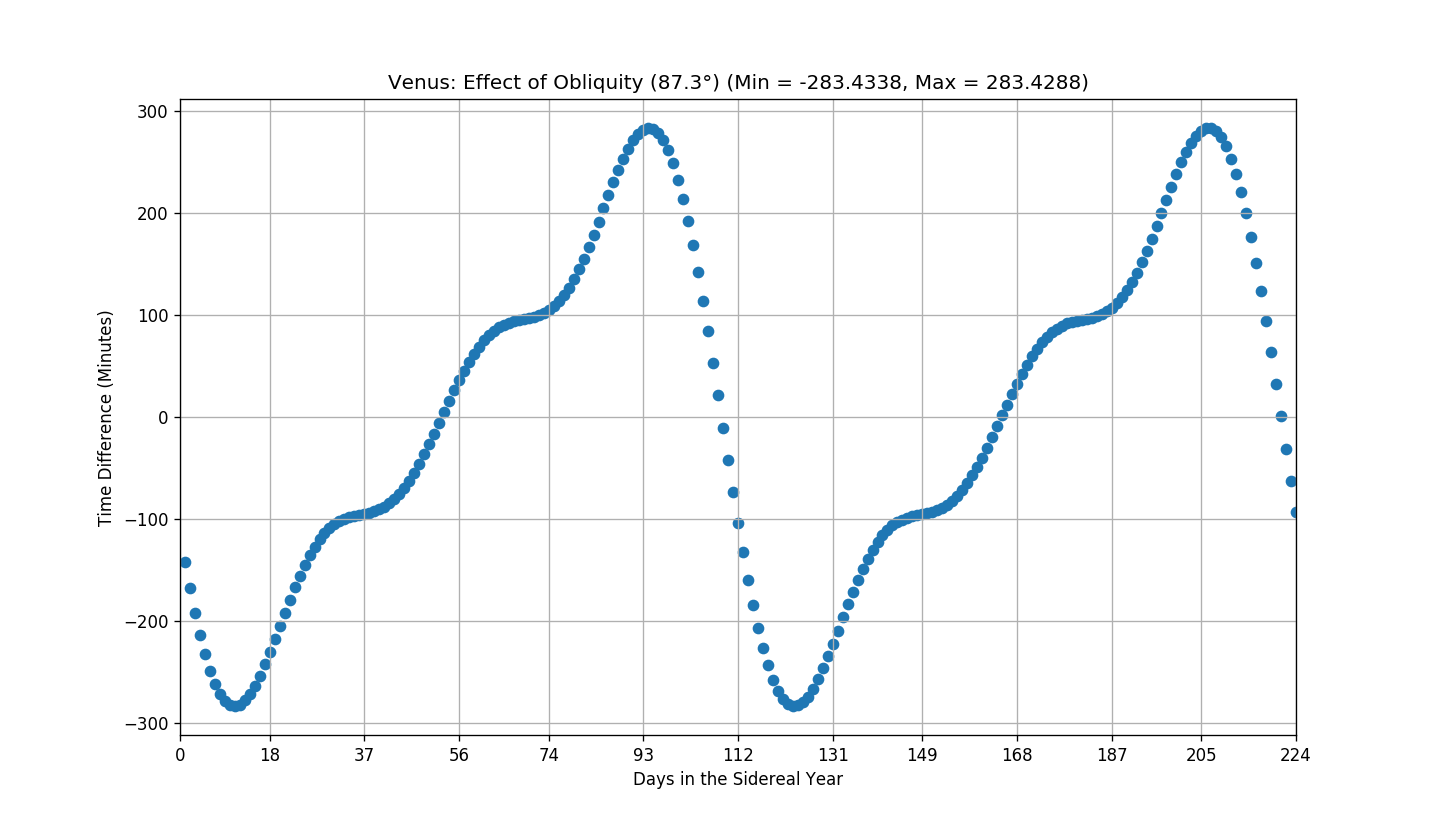 Venus: Effect of Obliquity (87.3°) (Min = -283.4338, Max = 283.4288)
300
200
100
0
−100
−200
−300
Time Difference (Minutes)
0 18 37 56 74 93 112 131 149 168 187 205 224
Days in the Sidereal Year